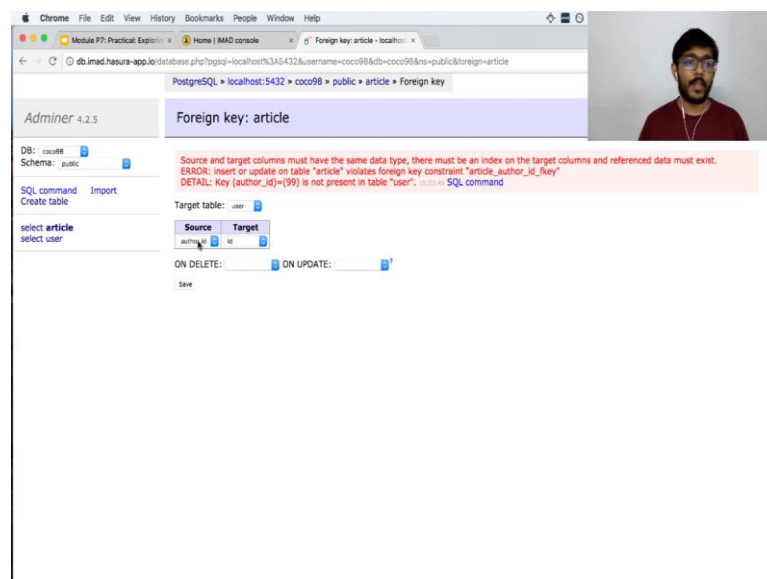 Chrome File Edit View History Bookmarks People Window Help
Module P7: Practical: Explorin
Home | IMAD console
Foreign key: article - localhos
db.imad.hasura-app.io/database.php?pgsql=localhost%3A5432&username=coco98&db=coco98&ns=public&foreign=article
PostgreSQL » localhost:5432 » coco98 » public » article » Foreign key
Adminer 4.2.5
Foreign key: article
DB: coco98
Schema: public
Source and target columns must have the same data type, there must be an index on the target columns and referenced data must exist.
ERROR: insert or update on table "article" violates foreign key constraint "article_author_id_fkey"
DETAIL: Key (author_id)=(99) is not present in table "user". SQL command
SQL command Import
Create table
Target table: user
select article
select user
Source Target
author_id id
ON DELETE: ON UPDATE: ?
Save